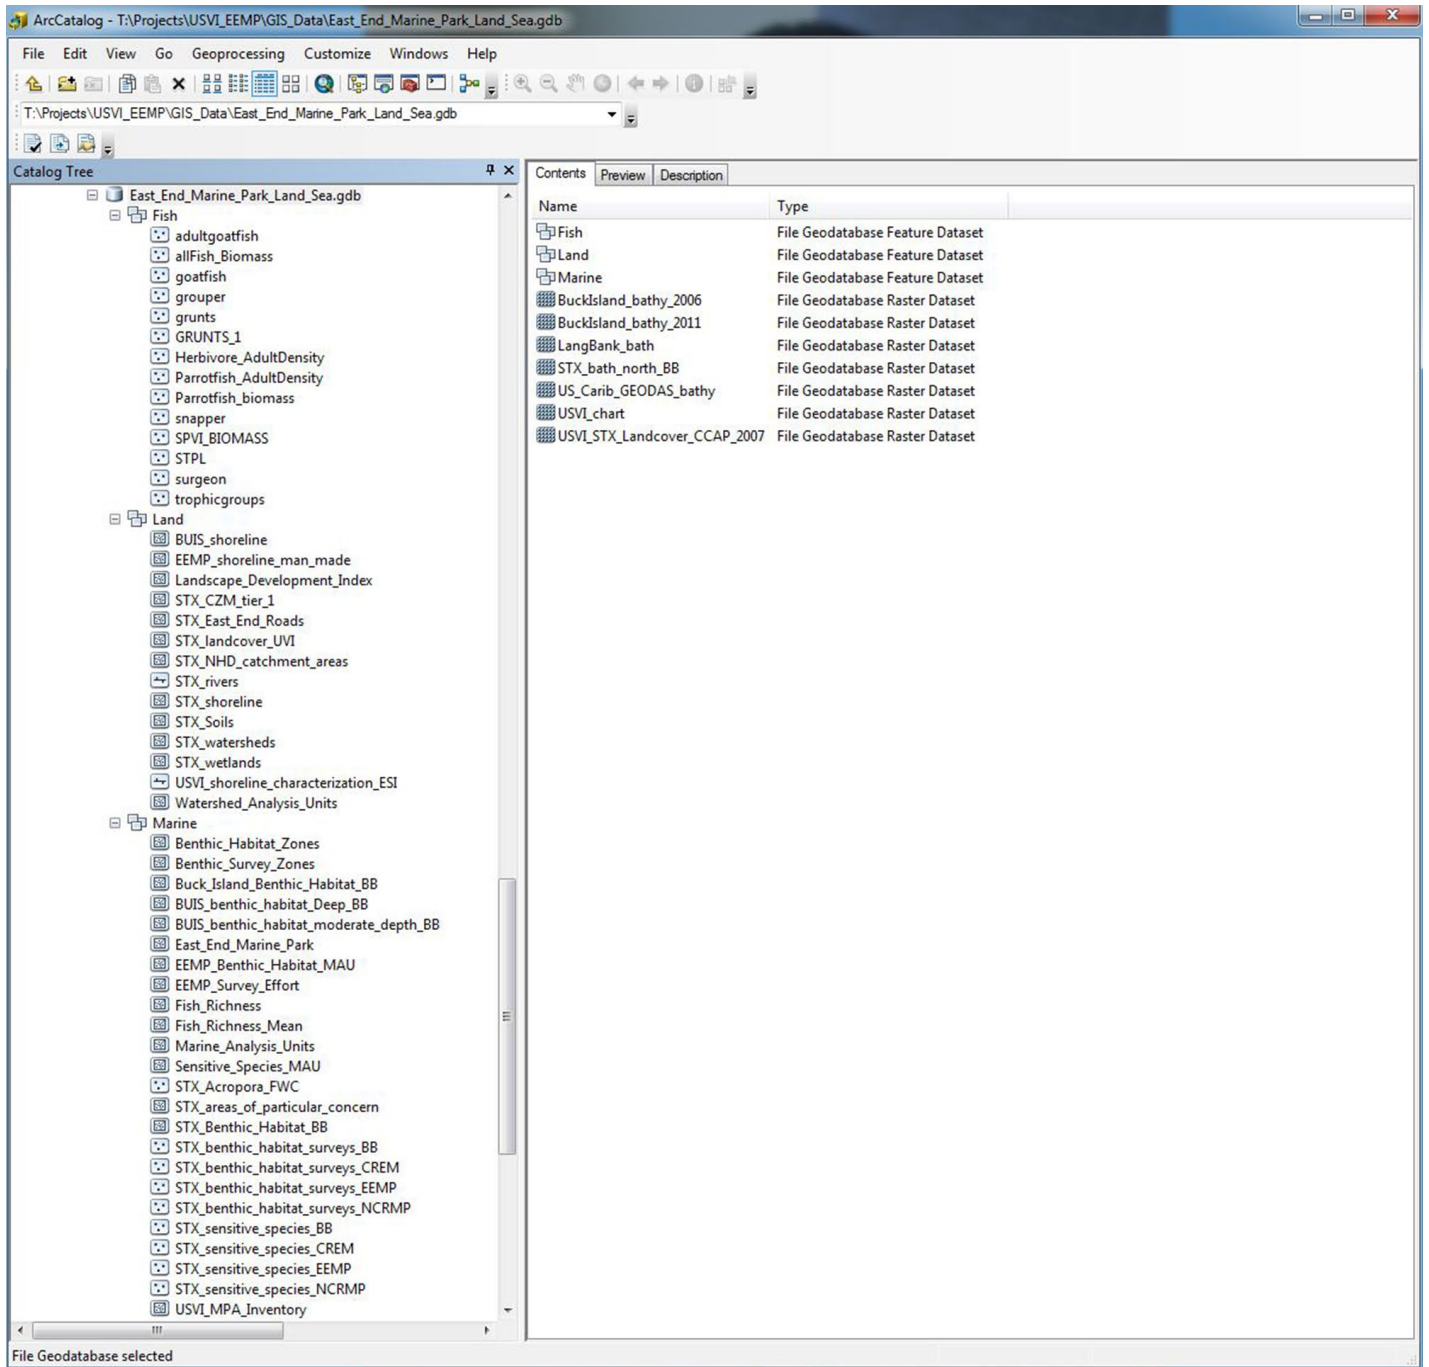 ArcCatalog - T:\Projects\USVI_EEMP\GIS_Data\East_End_Marine_Park_Land_Sea.gdb
File Edit View Go Geoprocessing Customize Windows Help
T:\Projects\USVI_EEMP\GIS_Data\East_End_Marine_Park_Land_Sea.gdb
Catalog Tree
East_End_Marine_Park_Land_Sea.gdb
Fish
adultgoatfish
allFish_Biomass
goatfish
grouper
grunts
GRUNTS_1
Herbivore_AdultDensity
Parrotfish_AdultDensity
Parrotfish_biomass
snapper
SPVI_BIOMASS
STPL
surgeon
trophicgroups
Land
BUIS_shoreline
EEMP_shoreline_man_made
Landscape_Development_Index
STX_CZM_tier_1
STX_East_End_Roads
STX_landcover_UVI
STX_NHD_catchment_areas
STX_rivers
STX_shoreline
STX_Soils
STX_watersheds
STX_wetlands
USVI_shoreline_characterization_ESI
Watershed_Analysis_Units
Marine
Benthic_Habitat_Zones
Benthic_Survey_Zones
Buck_Island_Benthic_Habitat_BB
BUIS_benthic_habitat_Deep_BB
BUIS_benthic_habitat_moderate_depth_BB
East_End_Marine_Park
EEMP_Benthic_Habitat_MAU
EEMP_Survey_Effort
Fish_Richness
Fish_Richness_Mean
Marine_Analysis_Units
Sensitive_Species_MAU
STX_Acropora_FWC
STX_areas_of_particular_concern
STX_Benthic_Habitat_BB
STX_benthic_habitat_surveys_BB
STX_benthic_habitat_surveys_CREM
STX_benthic_habitat_surveys_EEMP
STX_benthic_habitat_surveys_NCRMP
STX_sensitive_species_BB
STX_sensitive_species_CREM
STX_sensitive_species_EEMP
STX_sensitive_species_NCRMP
USVI_MPA_Inventory
Contents Preview Description
Name Type
Fish File Geodatabase Feature Dataset
Land File Geodatabase Feature Dataset
Marine File Geodatabase Feature Dataset
BuckIsland_bathy_2006 File Geodatabase Raster Dataset
BuckIsland_bathy_2011 File Geodatabase Raster Dataset
LangBank_bath File Geodatabase Raster Dataset
STX_bath_north_BB File Geodatabase Raster Dataset
US_Carib_GEODAS_bathy File Geodatabase Raster Dataset
USVI_chart File Geodatabase Raster Dataset
USVI_STX_Landcover_CCAP_2007 File Geodatabase Raster Dataset
File Geodatabase selected